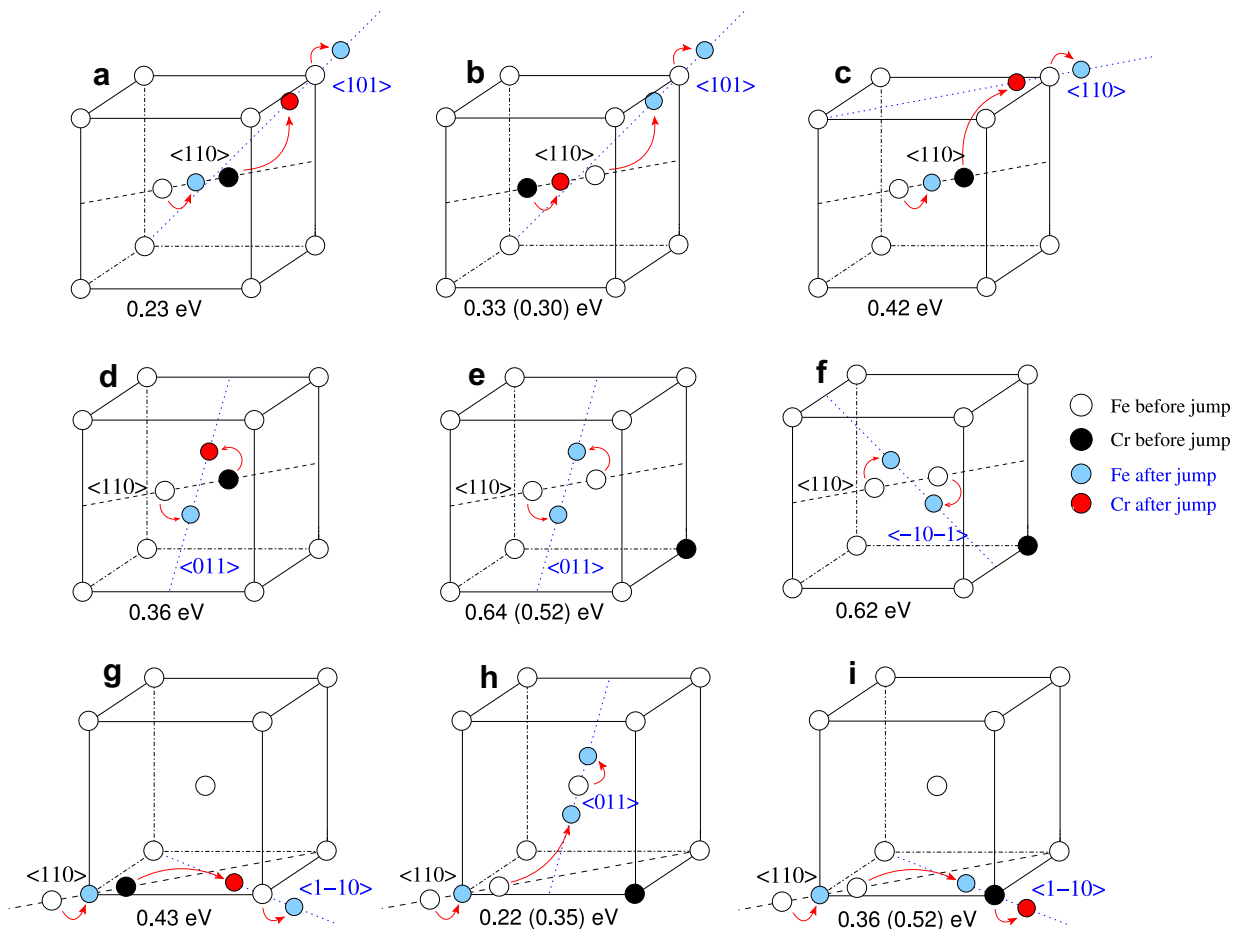 a
<101>
<110>
0.23 eV
b
<101>
<110>
0.33 (0.30) eV
c
<110>
<110>
0.42 eV
d
<110>
<011>
0.36 eV
e
<110>
<011>
0.64 (0.52) eV
f
<110>
<−10−1>
0.62 eV
Fe before jump
Cr before jump
Fe after jump
Cr after jump
g
<110>
<1−10>
0.43 eV
h
<011>
<110>
0.22 (0.35) eV
i
<110>
<1−10>
0.36 (0.52) eV